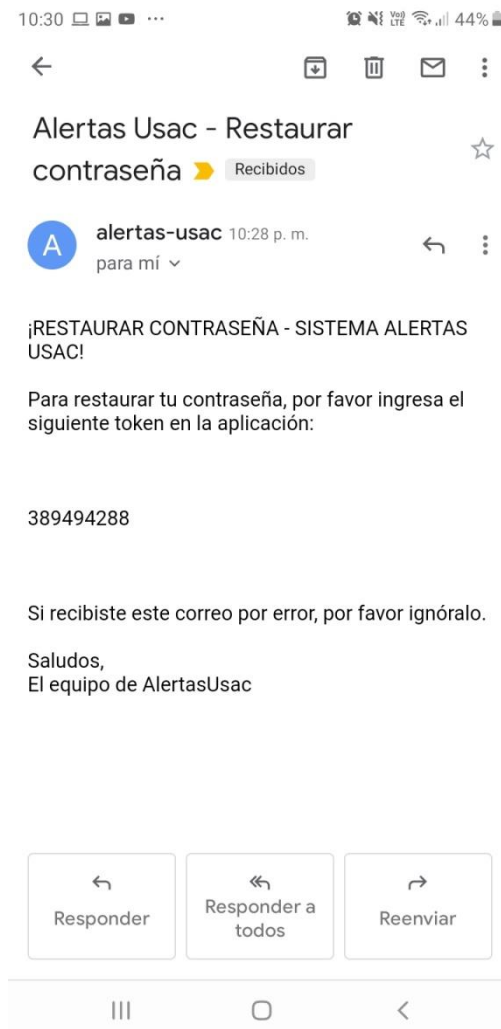 10:30 ... Vo)) LTE 44%
Alertas Usac - Restaurar
contraseña Recibidos
A
alertas-usac 10:28 p. m.
para mí
¡RESTAURAR CONTRASEÑA - SISTEMA ALERTAS
USAC!
Para restaurar tu contraseña, por favor ingresa el
siguiente token en la aplicación:
389494288
Si recibiste este correo por error, por favor ignóralo.
Saludos,
El equipo de AlertasUsac
Responder
Responder a
todos
Reenviar